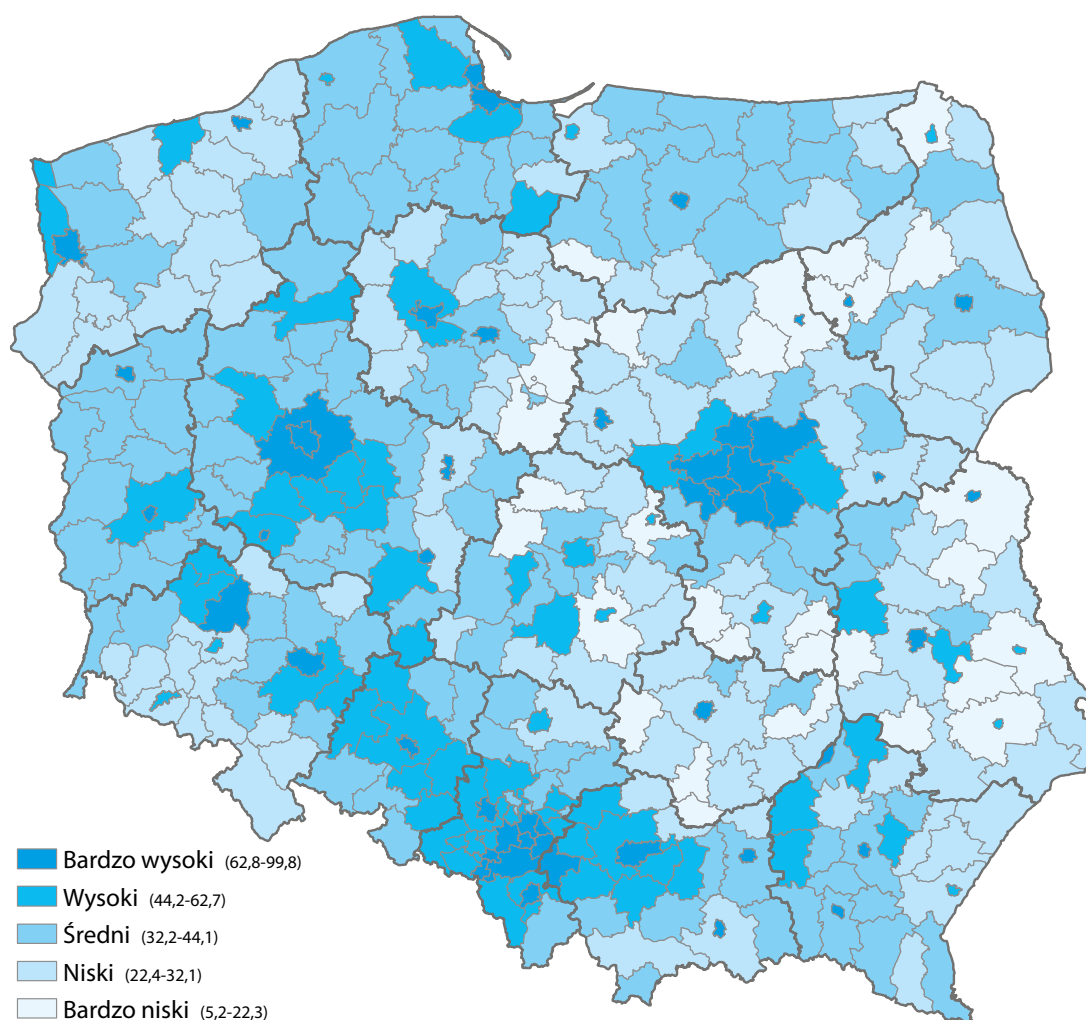 Bardzo wysoki (62,8-99,8)
Wysoki (44,2-62,7)
Średni (32,2-44,1)
Niski (22,4-32,1)
Bardzo niski (5,2-22,3)